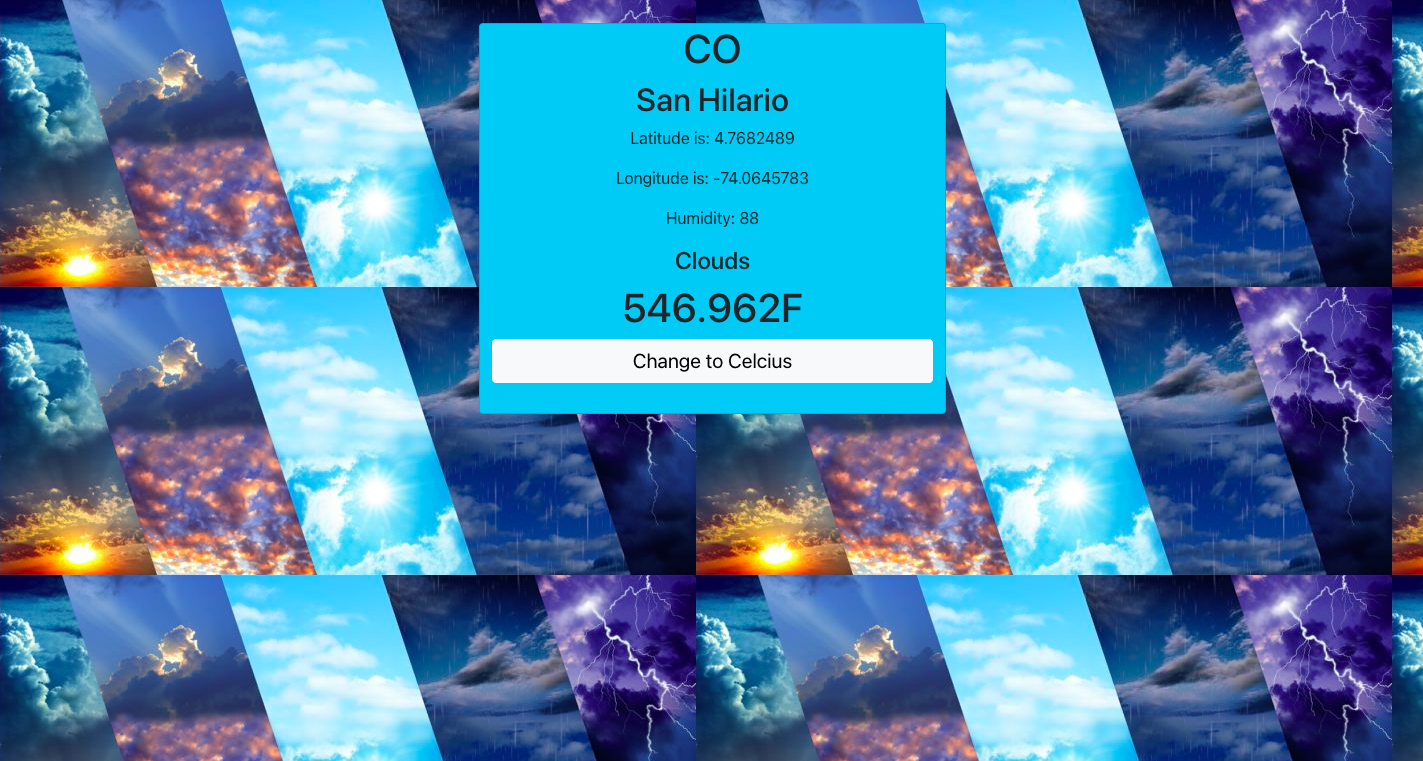 CO
San Hilario
Latitude is: 4.7682489
Longitude is: -74.0645783
Humidity: 88
Clouds
546.962F
Change to Celcius